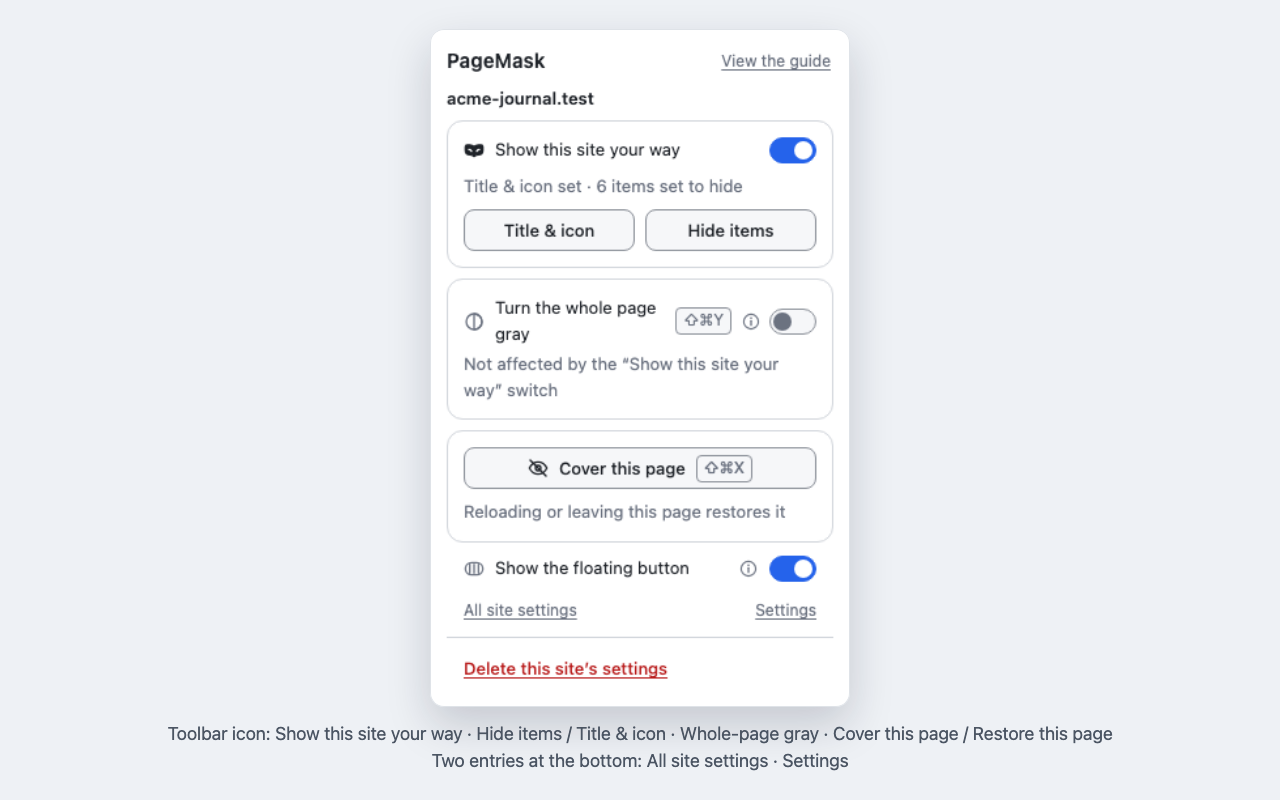 PageMask
View the guide
acme-journal.test
Show this site your way
Title & icon set · 6 items set to hide
Title & icon
Hide items
Turn the whole page
gray
⇧⌘Y
Not affected by the “Show this site your
way” switch
Cover this page ⇧⌘X
Reloading or leaving this page restores it
Show the floating button
All site settings
Settings
Delete this site’s settings
Toolbar icon: Show this site your way · Hide items / Title & icon · Whole-page gray · Cover this page / Restore this page
Two entries at the bottom: All site settings · Settings